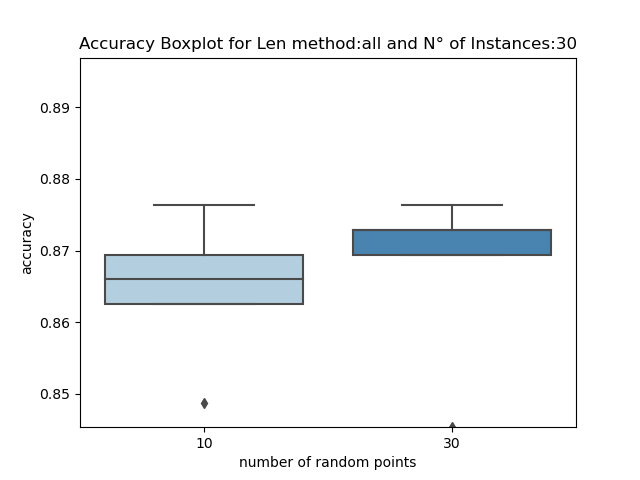 Accuracy Boxplot for Len method:all and N° of Instances:30
0.89
0.88
0.87
0.86
0.85
accuracy
10
30
number of random points